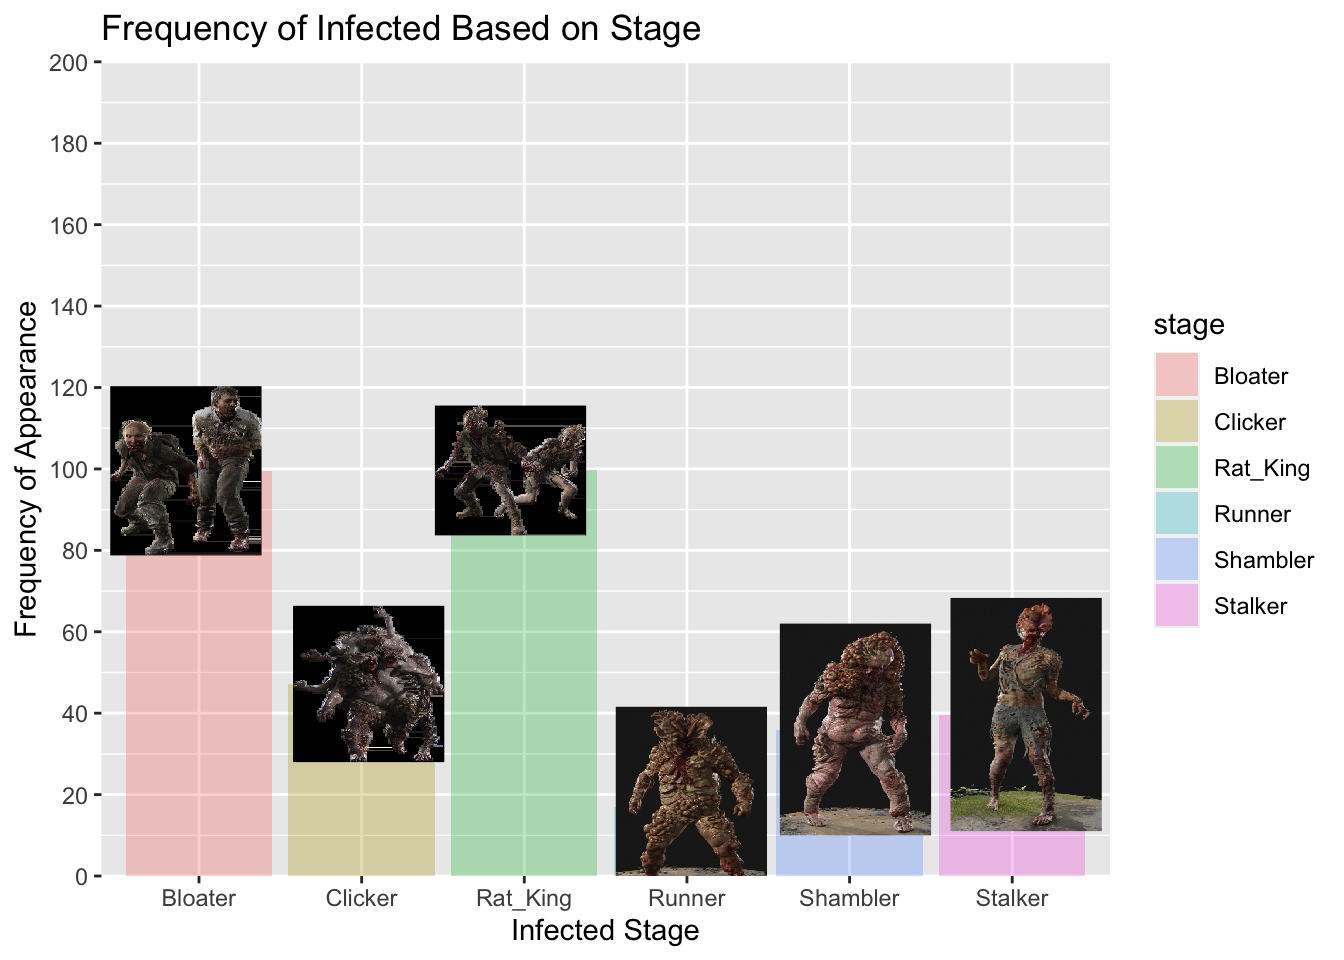 Frequency of Infected Based on Stage
200
180
160
140
120
100
80
60
40
20
0
Frequency of Appearance
Bloater
Clicker
Rat_King
Runner
Shambler
Stalker
Infected Stage
stage
Bloater
Clicker
Rat_King
Runner
Shambler
Stalker